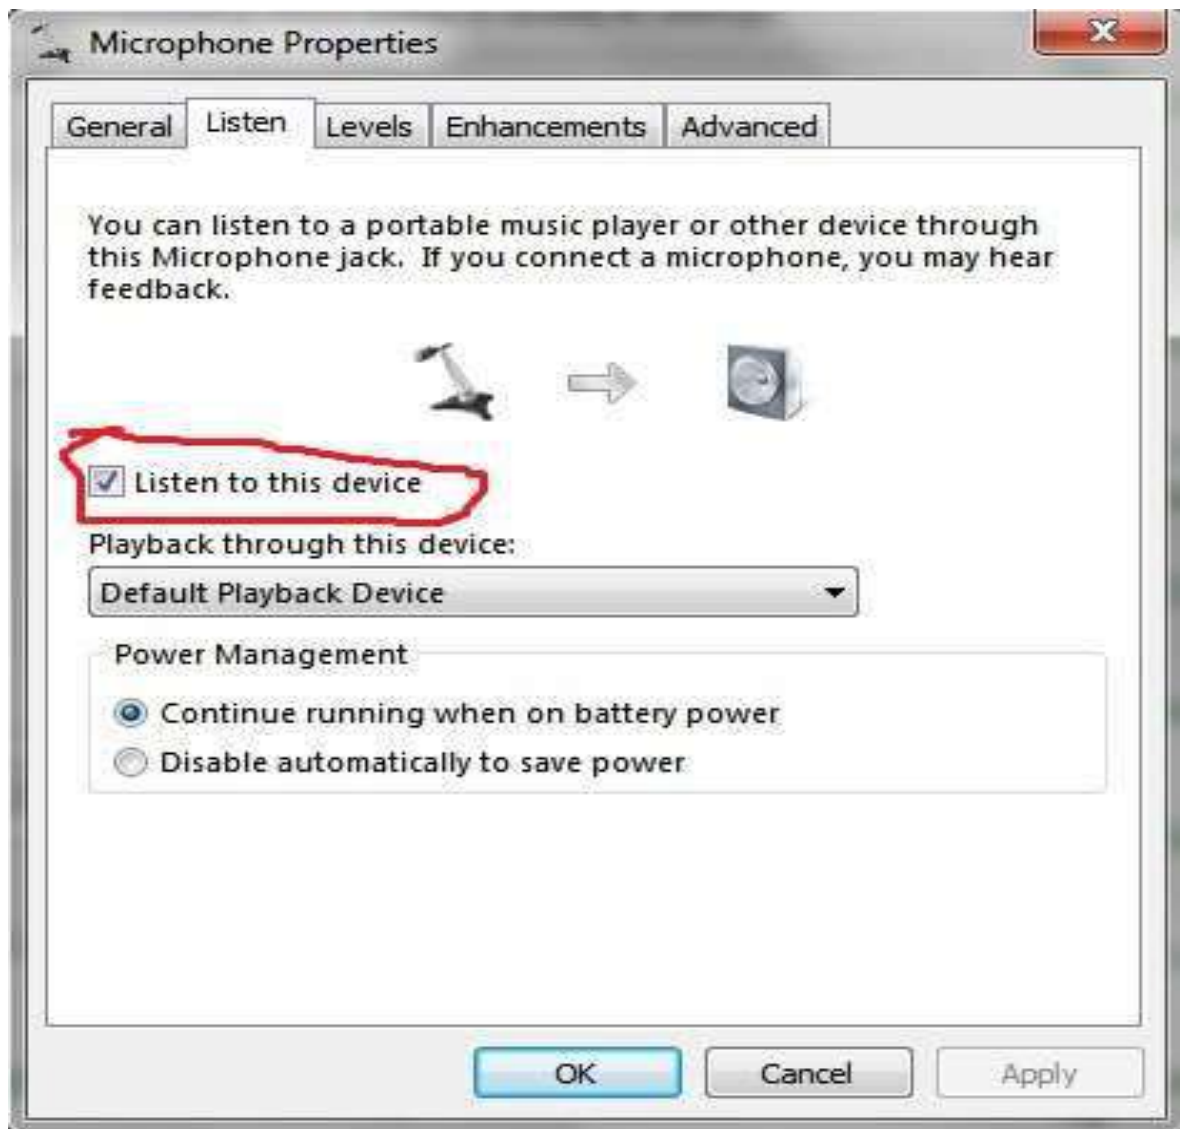 Microphone Properties
General Listen Levels Enhancements Advanced
You can listen to a portable music player or other device through
this Microphone jack. If you connect a microphone, you may hear
feedback.
Listen to this device
Playback through this device:
Default Playback Device
Power Management
Continue running when on battery power
Disable automatically to save power
OK Cancel Apply